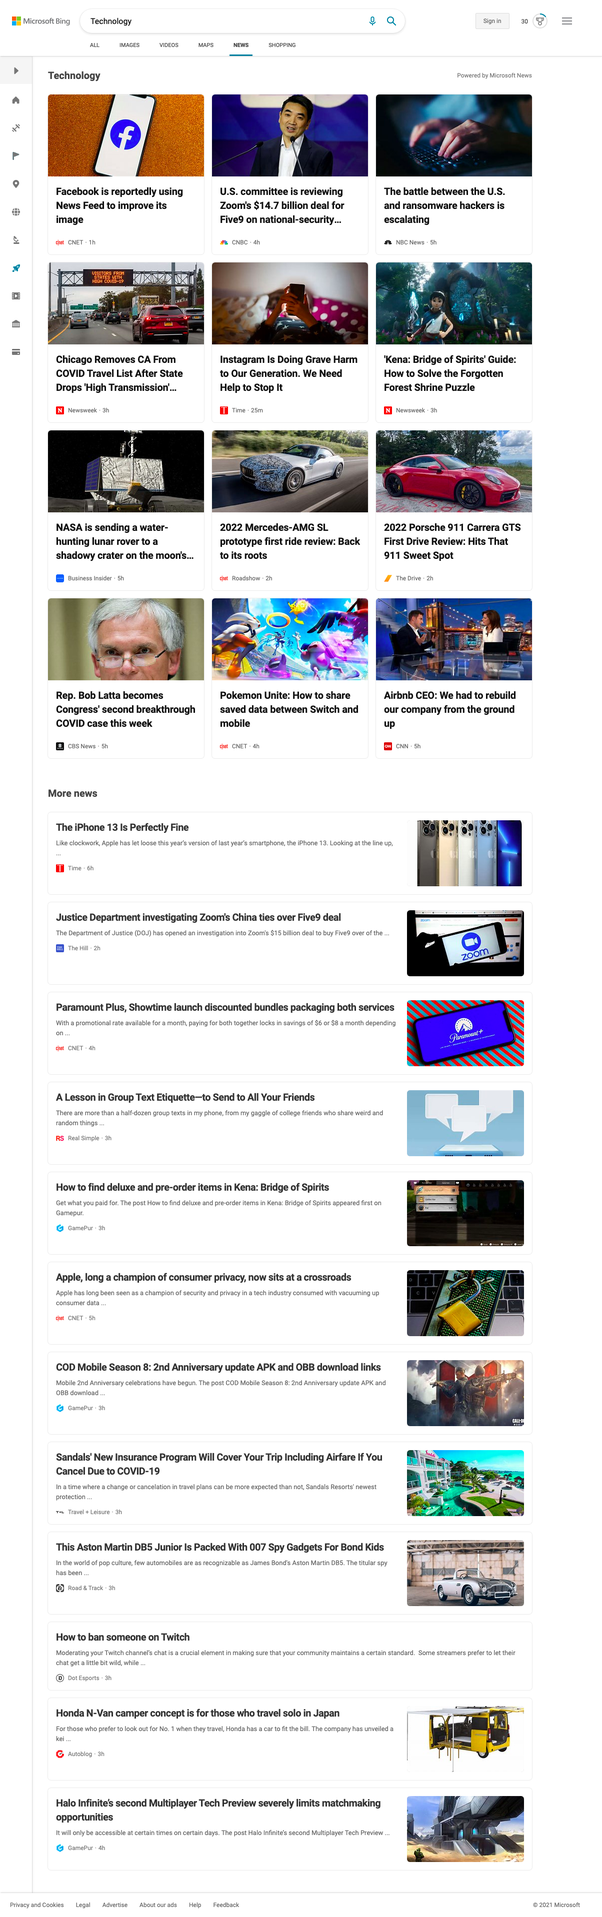 Microsoft Bing
Technology
Sign in
30
ALL
IMAGES
VIDEOS
MAPS
NEWS
SHOPPING
Technology
Powered by Microsoft News
Facebook is reportedly using
News Feed to improve its
image
CNET · 1h
U.S. committee is reviewing
Zoom's $14.7 billion deal for
Five9 on national-security...
CNBC · 4h
The battle between the U.S.
and ransomware hackers is
escalating
NBC News · 5h
VISITORS FROM
STATES WITH
HIGH COVID-19
Chicago Removes CA From
COVID Travel List After State
Drops 'High Transmission'...
Newsweek · 3h
Instagram Is Doing Grave Harm
to Our Generation. We Need
Help to Stop It
Time · 25m
'Kena: Bridge of Spirits' Guide:
How to Solve the Forgotten
Forest Shrine Puzzle
Newsweek · 3h
NASA is sending a water-
hunting lunar rover to a
shadowy crater on the moon's...
Business Insider · 5h
2022 Mercedes-AMG SL
prototype first ride review: Back
to its roots
Roadshow · 2h
2022 Porsche 911 Carrera GTS
First Drive Review: Hits That
911 Sweet Spot
The Drive · 2h
Rep. Bob Latta becomes
Congress' second breakthrough
COVID case this week
CBS News · 5h
Pokemon Unite: How to share
saved data between Switch and
mobile
CNET · 4h
Airbnb CEO: We had to rebuild
our company from the ground
up
CNN · 5h
More news
The iPhone 13 Is Perfectly Fine
Like clockwork, Apple has let loose this year's version of last year's smartphone, the iPhone 13. Looking at the line up,
...
Time · 6h
Justice Department investigating Zoom's China ties over Five9 deal
The Department of Justice (DOJ) has opened an investigation into Zoom's $15 billion deal to buy Five9 over of the ...
The Hill · 2h
zoom
Paramount Plus, Showtime launch discounted bundles packaging both services
With a promotional rate available for a month, paying for both together locks in savings of $6 or $8 a month depending
on ...
CNET · 4h
Paramount+
A Lesson in Group Text Etiquette—to Send to All Your Friends
There are more than a half-dozen group texts in my phone, from my gaggle of college friends who share weird and
random things ...
RS Real Simple · 3h
How to find deluxe and pre-order items in Kena: Bridge of Spirits
Get what you paid for. The post How to find deluxe and pre-order items in Kena: Bridge of Spirits appeared first on
Gamepur.
GamePur · 3h
Apple, long a champion of consumer privacy, now sits at a crossroads
Apple has long been seen as a champion of security and privacy in a tech industry consumed with vacuuming up
consumer data ...
CNET · 5h
COD Mobile Season 8: 2nd Anniversary update APK and OBB download links
Mobile 2nd Anniversary celebrations have begun. The post COD Mobile Season 8: 2nd Anniversary update APK and
OBB download ...
GamePur · 3h
Sandals' New Insurance Program Will Cover Your Trip Including Airfare If You
Cancel Due to COVID-19
In a time where a change or cancelation in travel plans can be more expected than not, Sandals Resorts' newest
protection ...
Travel + Leisure · 3h
This Aston Martin DB5 Junior Is Packed With 007 Spy Gadgets For Bond Kids
In the world of pop culture, few automobiles are as recognizable as James Bond's Aston Martin DB5. The titular spy
has been ...
Road & Track · 3h
How to ban someone on Twitch
Moderating your Twitch channel's chat is a crucial element in making sure that your community maintains a certain standard. Some streamers prefer to let their
chat get a little bit wild, while ...
Dot Esports · 3h
Honda N-Van camper concept is for those who travel solo in Japan
For those who prefer to look out for No. 1 when they travel, Honda has a car to fit the bill. The company has unveiled a
kei ...
Autoblog · 3h
Halo Infinite's second Multiplayer Tech Preview severely limits matchmaking
opportunities
It will only be accessible at certain times on certain days. The post Halo Infinite's second Multiplayer Tech Preview ...
GamePur · 4h
Privacy and Cookies
Legal
Advertise
About our ads
Help
Feedback
© 2021 Microsoft